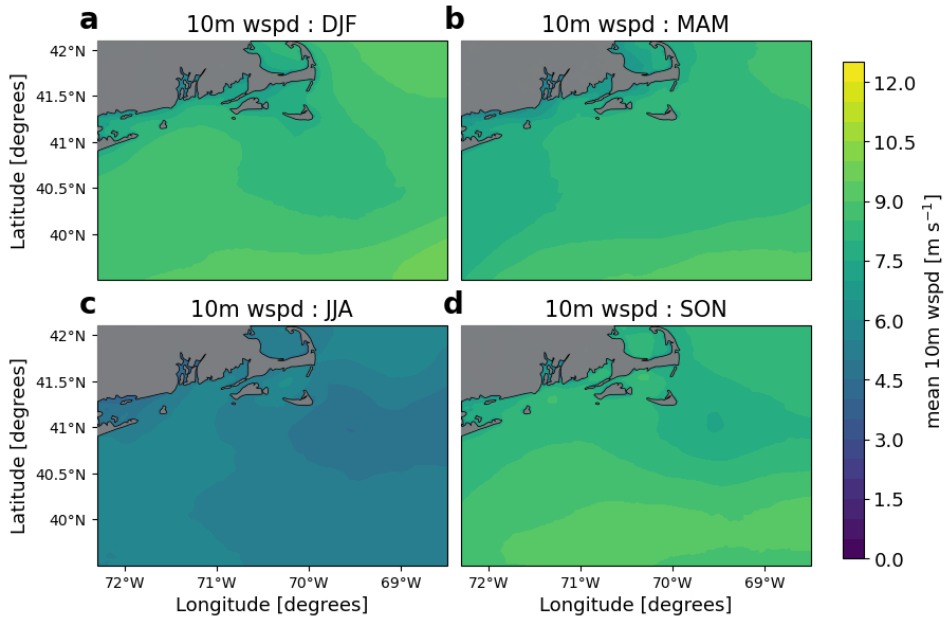 a 10m wspd : DJF
b 10m wspd : MAM
42°N
41.5°N
41°N
40.5°N
40°N
Latitude [degrees]
c 10m wspd : JJA
d 10m wspd : SON
42°N
41.5°N
41°N
40.5°N
40°N
Latitude [degrees]
72°W 71°W 70°W 69°W
Longitude [degrees]
72°W 71°W 70°W 69°W
Longitude [degrees]
12.0
10.5
9.0
7.5
6.0
4.5
3.0
1.5
0.0
mean 10m wspd [m s⁻¹]